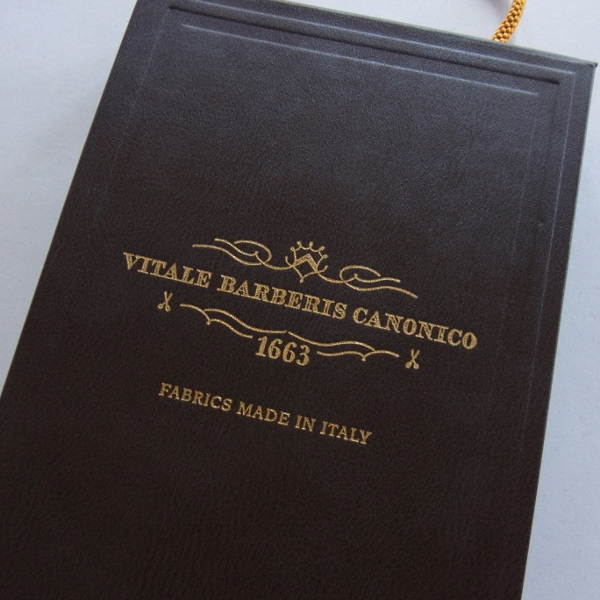 VITALE BARBERIS CANONICO
1663
FABRICS MADE IN ITALY